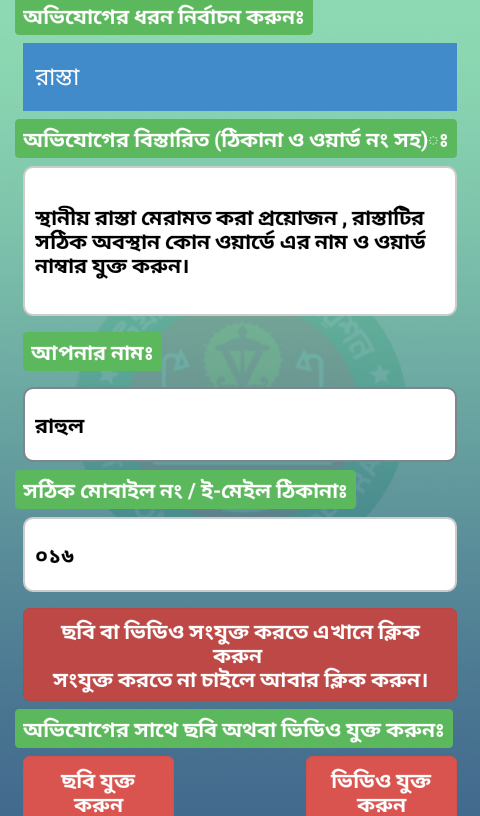 অভিযোগের ধরন নির্বাচন করুনঃ
রাস্তা
অভিযোগের বিস্তারিত (ঠিকানা ও ওয়ার্ড নং সহ)ঃ
স্থানীয় রাস্তা মেরামত করা প্রয়োজন , রাস্তাটির
সঠিক অবস্থান কোন ওয়ার্ডে এর নাম ও ওয়ার্ড
নাম্বার যুক্ত করুন।
আপনার নামঃ
রাহুল
সঠিক মোবাইল নং / ই-মেইল ঠিকানাঃ
০১৬
ছবি বা ভিডিও সংযুক্ত করতে এখানে ক্লিক
করুন
সংযুক্ত করতে না চাইলে আবার ক্লিক করুন।
অভিযোগের সাথে ছবি অথবা ভিডিও যুক্ত করুনঃ
ছবি যুক্ত
করুন
ভিডিও যুক্ত
করুন